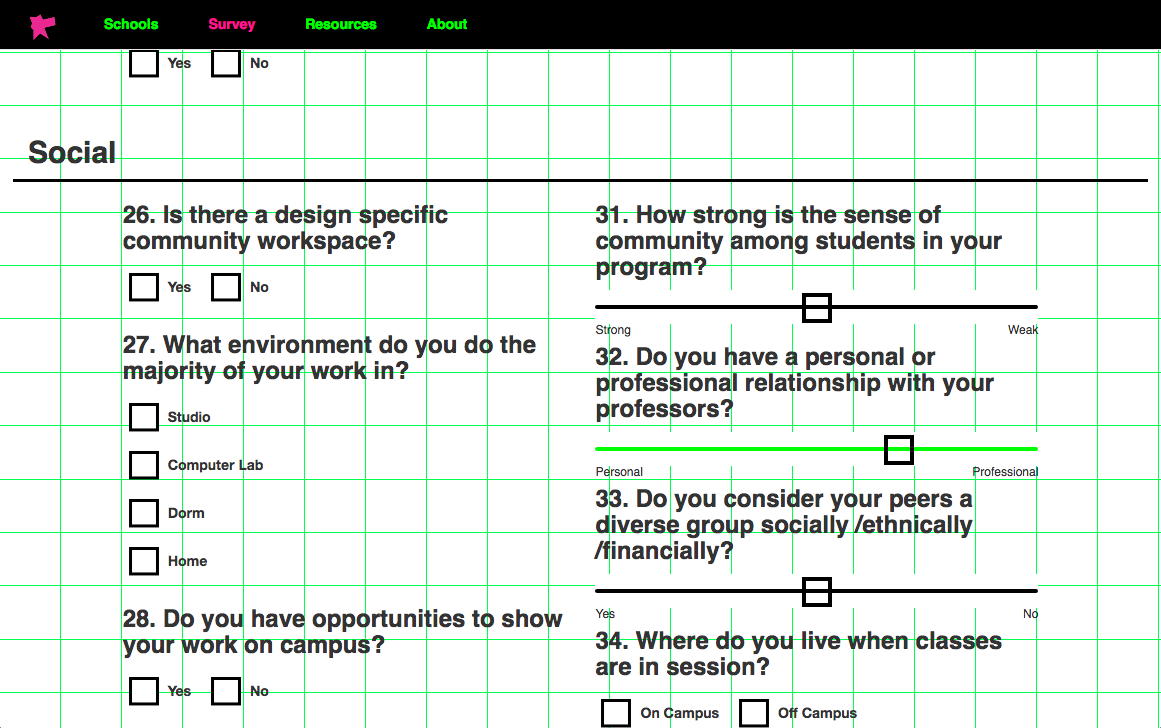 Schools Survey Resources About
Yes No
Social
26. Is there a design specific
community workspace?
Yes No
27. What environment do you do the
majority of your work in?
Studio
Computer Lab
Dorm
Home
28. Do you have opportunities to show
your work on campus?
Yes No
31. How strong is the sense of
community among students in your
program?
Strong Weak
32. Do you have a personal or
professional relationship with your
professors?
Personal Professional
33. Do you consider your peers a
diverse group socially /ethnically
/financially?
Yes No
34. Where do you live when classes
are in session?
On Campus Off Campus